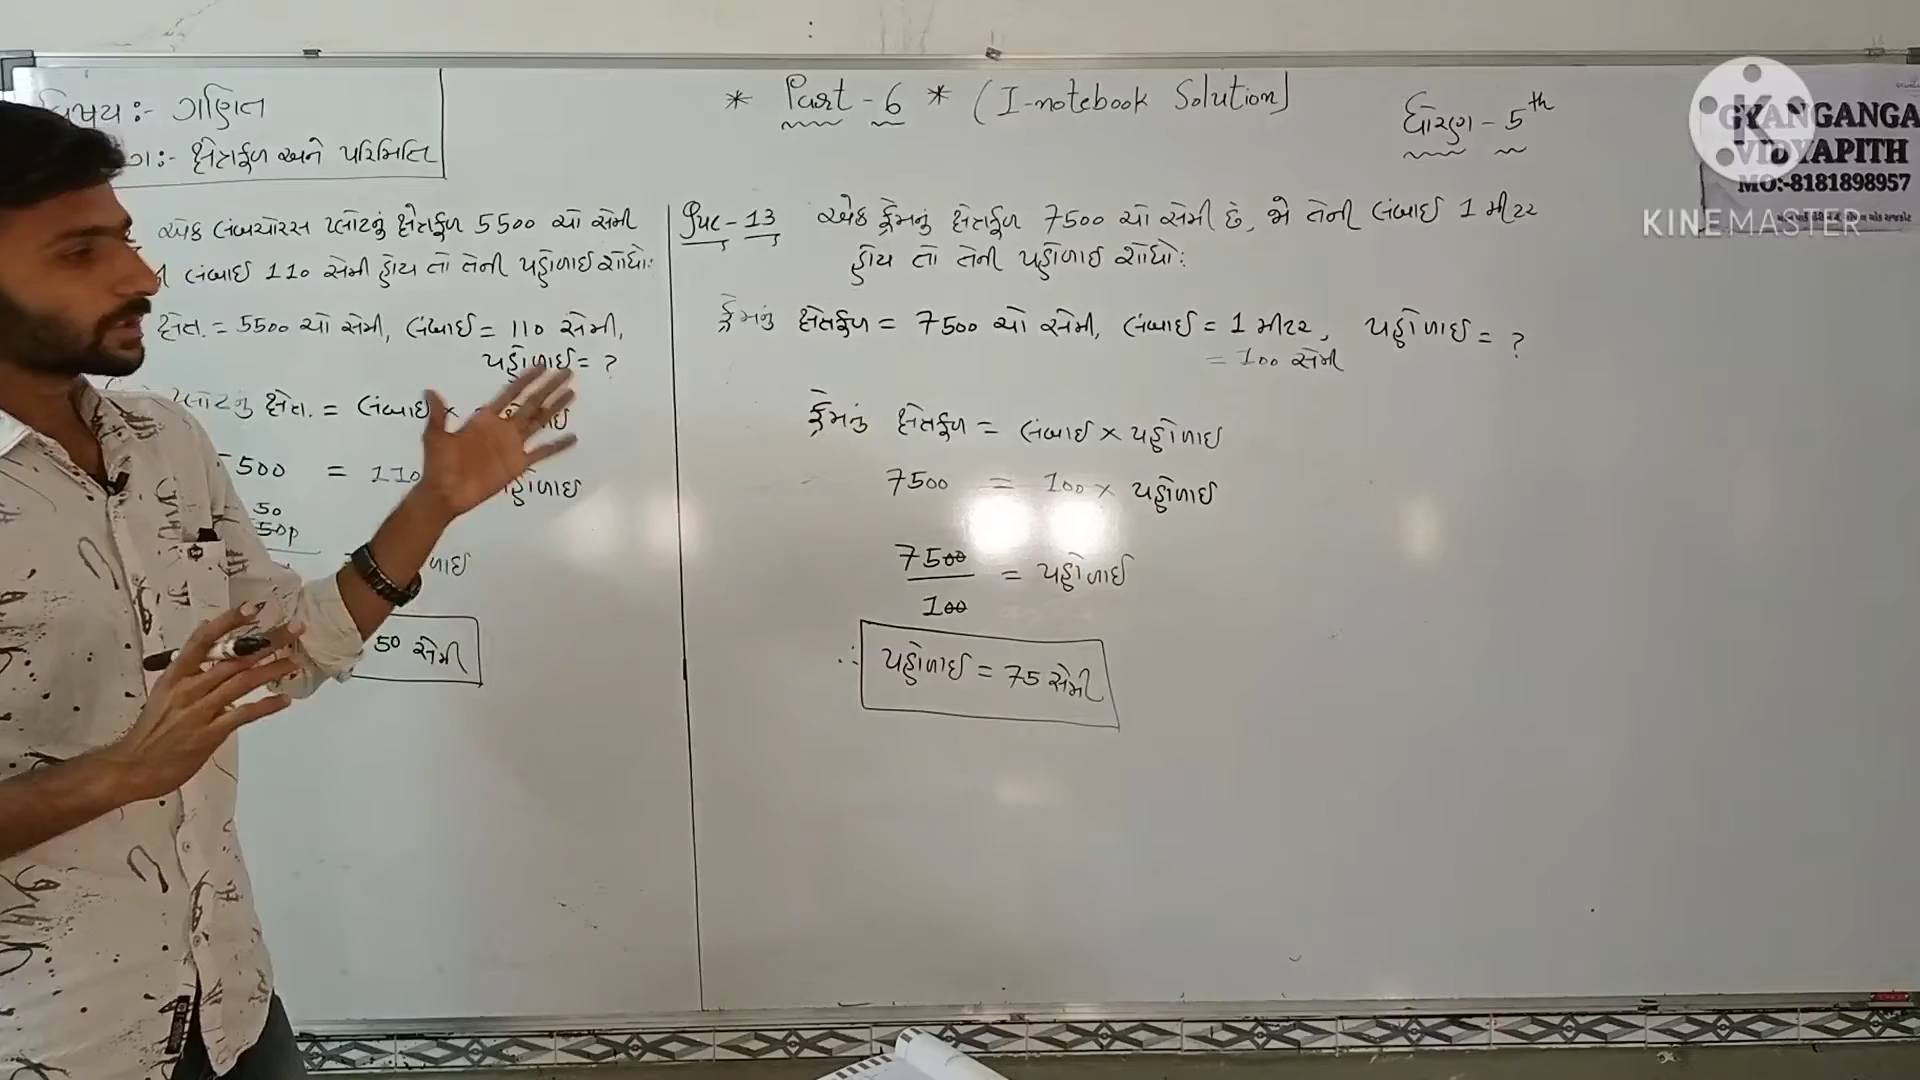 વિષય :- ગણિત
ક્ષેત્રફળ અને પરિમિતિ
* Part - 6 * (I-notebook Solution)
ધોરણ - 5th
GYANGANGA
VIDYAPITH
MO:-8181898957
KINEMASTER
એક લંબચોરસ પ્લોટનું ક્ષેત્રફળ 5500 ચો સેમી
લંબાઈ 110 સેમી હોય તો તેની પહોળાઈ શોધો:
ક્ષેત્ર. = 5500 ચો સેમી, લંબાઈ = 110 સેમી,
પહોળાઈ = ?
પ્લોટનું ક્ષેત્ર. = લંબાઈ ×
500 = 110 પહોળાઈ
50
550
50 સેમી
Que - 13 એક ફ્રેમનું ક્ષેત્રફળ 7500 ચો સેમી છે, જો તેની લંબાઈ 1 મીટર
હોય તો તેની પહોળાઈ શોધો:
ફ્રેમનું ક્ષેત્રફળ = 7500 ચો સેમી, લંબાઈ = 1 મીટર, પહોળાઈ = ?
= 100 સેમી
ફ્રેમનું ક્ષેત્રફળ = લંબાઈ × પહોળાઈ
7500 = 100 × પહોળાઈ
7500
= પહોળાઈ
100
∴ પહોળાઈ = 75 સેમી